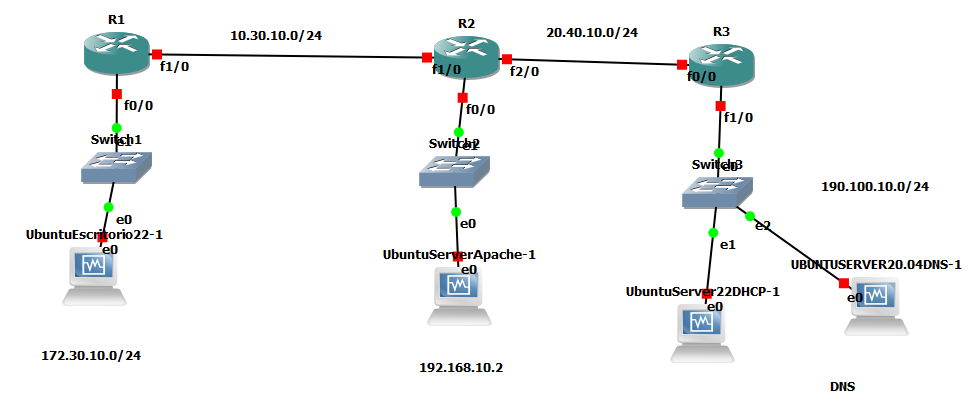 R1
R2
R3
10.30.10.0/24
20.40.10.0/24
f1/0
f1/0
f2/0
f0/0
f0/0
f0/0
f1/0
Switch1
e1
Switch2
e1
Switch3
e0
190.100.10.0/24
e0
e0
e1
e2
UbuntuEscritorio22-1
e0
UbuntuServerApache-1
e0
UBUNTUSERVER20.04DNS-1
e0
UbuntuServer22DHCP-1
e0
172.30.10.0/24
192.168.10.2
DNS